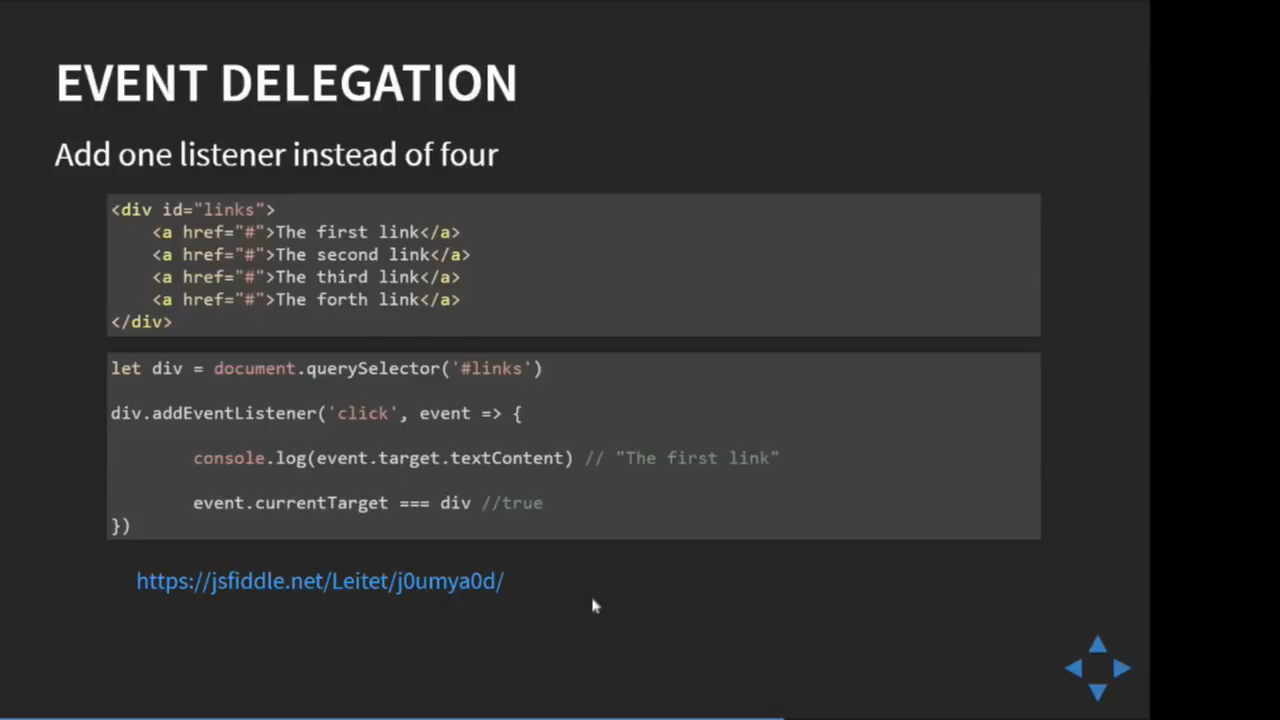 EVENT DELEGATION
Add one listener instead of four
<div id="links">
    <a href="#">The first link</a>
    <a href="#">The second link</a>
    <a href="#">The third link</a>
    <a href="#">The forth link</a>
</div>
let div = document.querySelector('#links')
div.addEventListener('click', event => {
        console.log(event.target.textContent) // "The first link"
        event.currentTarget === div //true
})
https://jsfiddle.net/Leitet/j0umya0d/